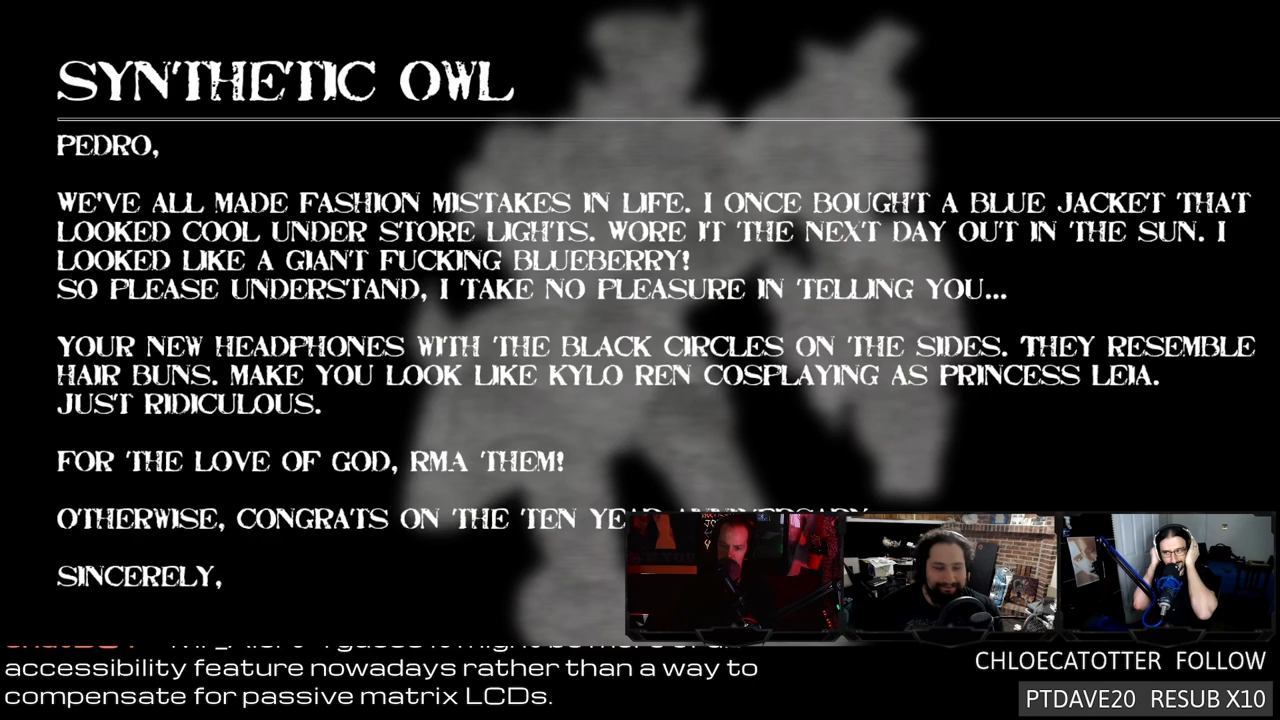 SYNTHETIC OWL
PEDRO,
WE'VE ALL MADE FASHION MISTAKES IN LIFE. I ONCE BOUGHT A BLUE JACKET THAT
LOOKED COOL UNDER STORE LIGHTS. WORE IT THE NEXT DAY OUT IN THE SUN. I
LOOKED LIKE A GIANT FUCKING BLUEBERRY!
SO PLEASE UNDERSTAND, I TAKE NO PLEASURE IN TELLING YOU...
YOUR NEW HEADPHONES WITH THE BLACK CIRCLES ON THE SIDES. THEY RESEMBLE
HAIR BUNS. MAKE YOU LOOK LIKE KYLO REN COSPLAYING AS PRINCESS LEIA.
JUST RIDICULOUS.
FOR THE LOVE OF GOD, RMA THEM!
OTHERWISE, CONGRATS ON THE TEN YEAR ANNIVERSARY
SINCERELY,
accessibility feature nowadays rather than a way to
compensate for passive matrix LCDs.
CHLOECATOTTER FOLLOW
PTDAVE20 RESUB X10